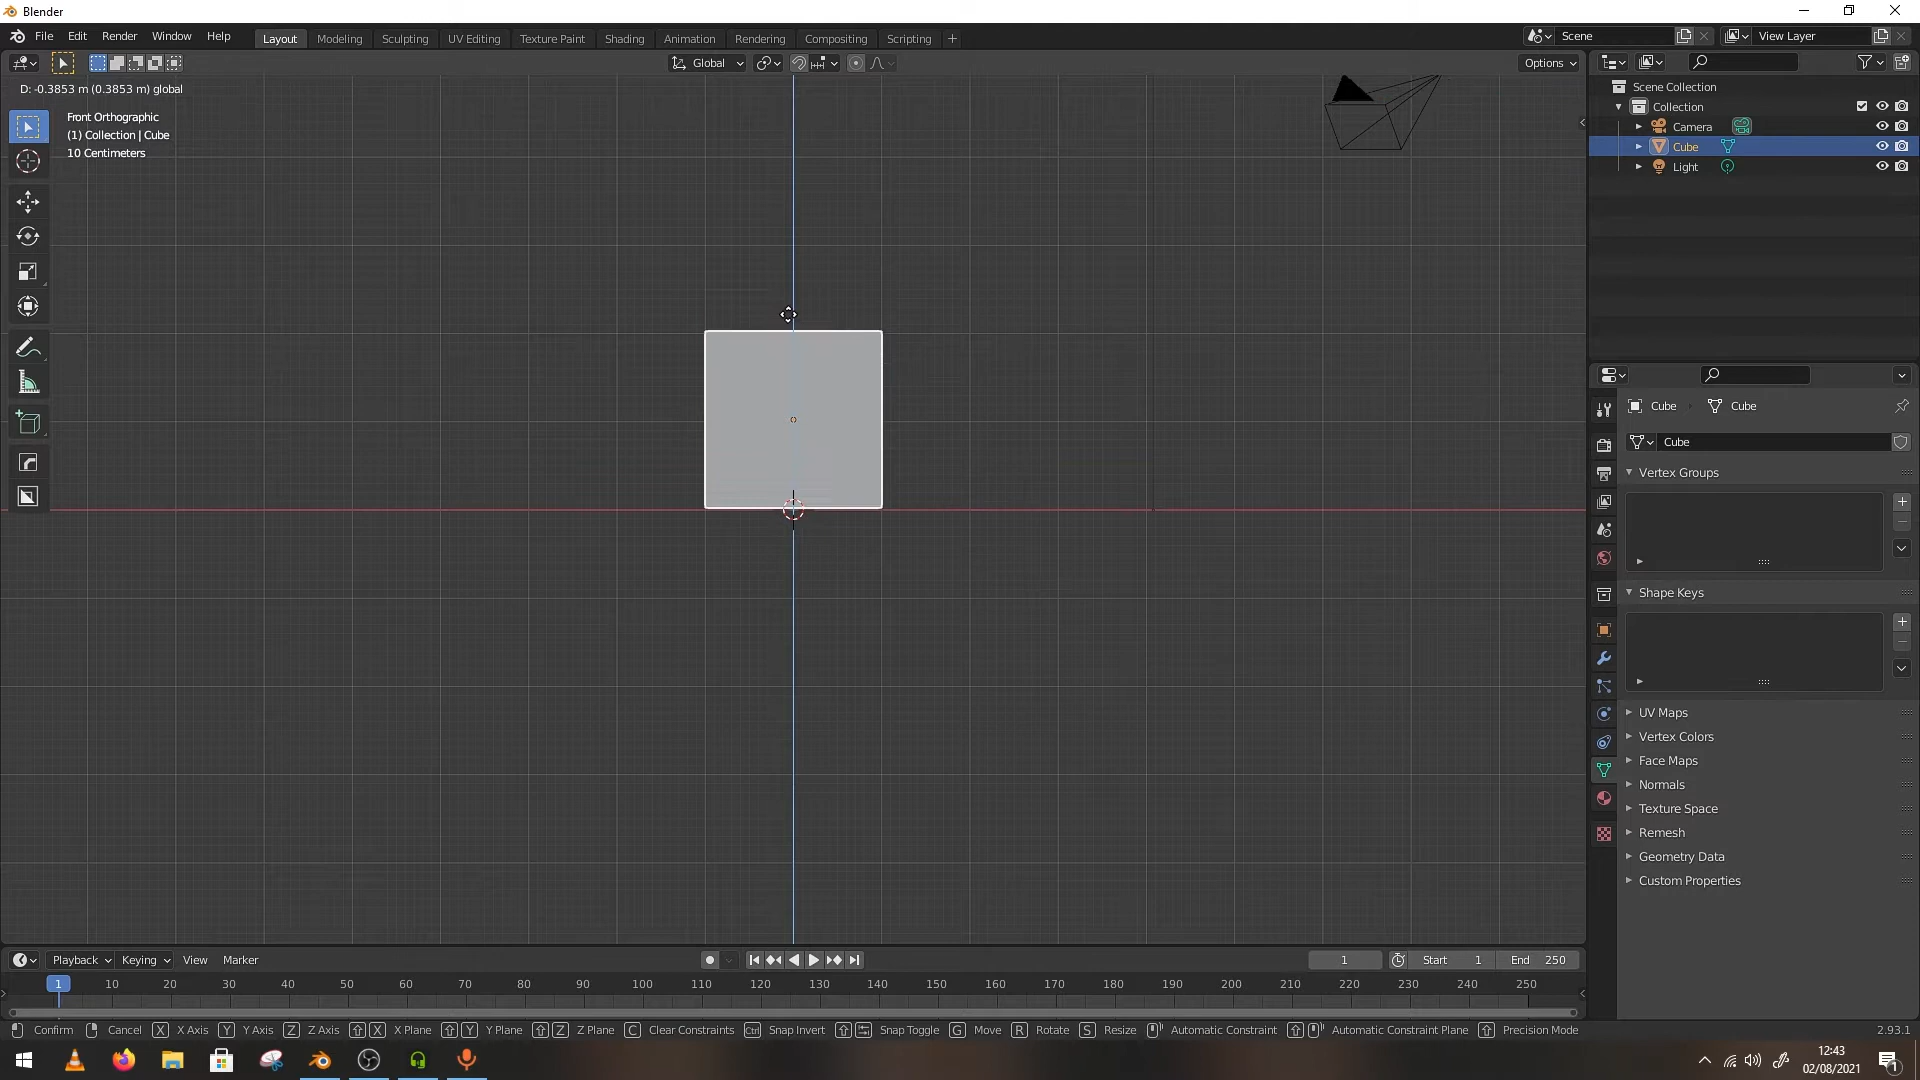 Blender
File Edit Render Window Help
Layout Modeling Sculpting UV Editing Texture Paint Shading Animation Rendering Compositing Scripting +
Scene
View Layer
Global
Options
D: -0.3853 m (0.3853 m) global
Front Orthographic
(1) Collection | Cube
10 Centimeters
Scene Collection
Collection
Camera
Cube
Light
Cube Cube
Cube
Vertex Groups
Shape Keys
UV Maps
Vertex Colors
Face Maps
Normals
Texture Space
Remesh
Geometry Data
Custom Properties
Playback Keying View Marker
1 Start 1 End 250
1 10 20 30 40 50 60 70 80 90 100 110 120 130 140 150 160 170 180 190 200 210 220 230 240 250
Confirm Cancel X X Axis Y Y Axis Z Z Axis X X Plane Y Y Plane Z Z Plane C Clear Constraints Ctrl Snap Invert Snap Toggle G Move R Rotate S Resize Automatic Constraint Automatic Constraint Plane Precision Mode 2.93.1
12:43
02/08/2021
1